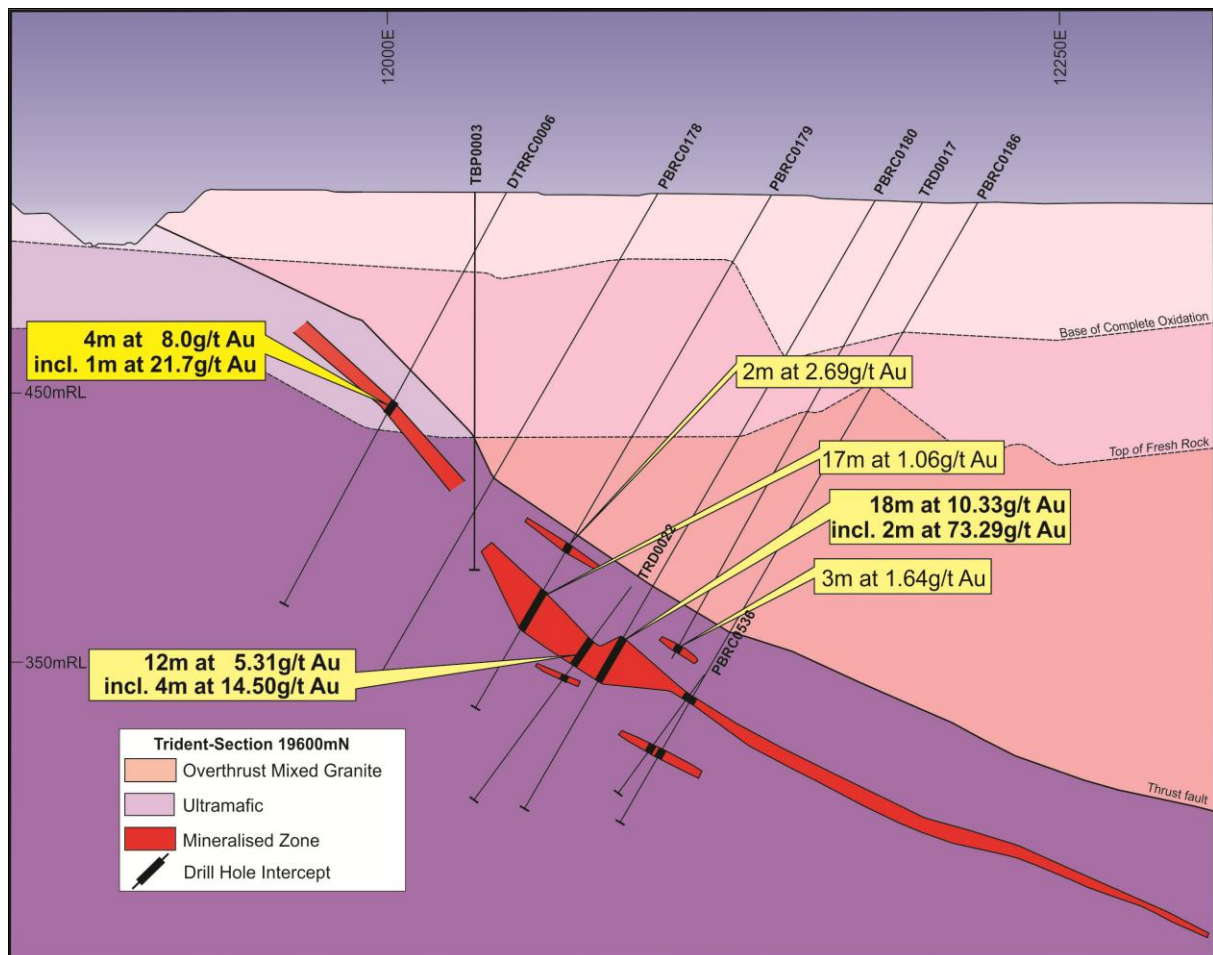 12000E
12250E
TBP0003
DTRRC0006
PBRC0178
PBRC0179
PBRC0180
TRD0017
PBRC0186
Base of Complete Oxidation
4m at 8.0g/t Au
incl. 1m at 21.7g/t Au
2m at 2.69g/t Au
450mRL
Top of Fresh Rock
17m at 1.06g/t Au
18m at 10.33g/t Au
incl. 2m at 73.29g/t Au
TRD0022
3m at 1.64g/t Au
PBRC0536
350mRL
12m at 5.31g/t Au
incl. 4m at 14.50g/t Au
Thrust fault
Trident-Section 19600mN
Overthrust Mixed Granite
Ultramafic
Mineralised Zone
Drill Hole Intercept